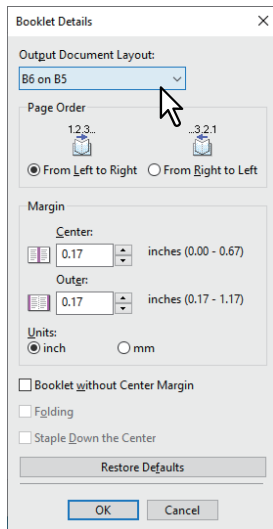 Booklet Details
Output Document Layout:
B6 on B5
Page Order
1.2.3... ...3.2.1
From Left to Right From Right to Left
Margin
Center:
0.17 inches (0.00 - 0.67)
Outer:
0.17 inches (0.17 - 1.17)
Units:
inch mm
Booklet without Center Margin
Folding
Staple Down the Center
Restore Defaults
OK Cancel